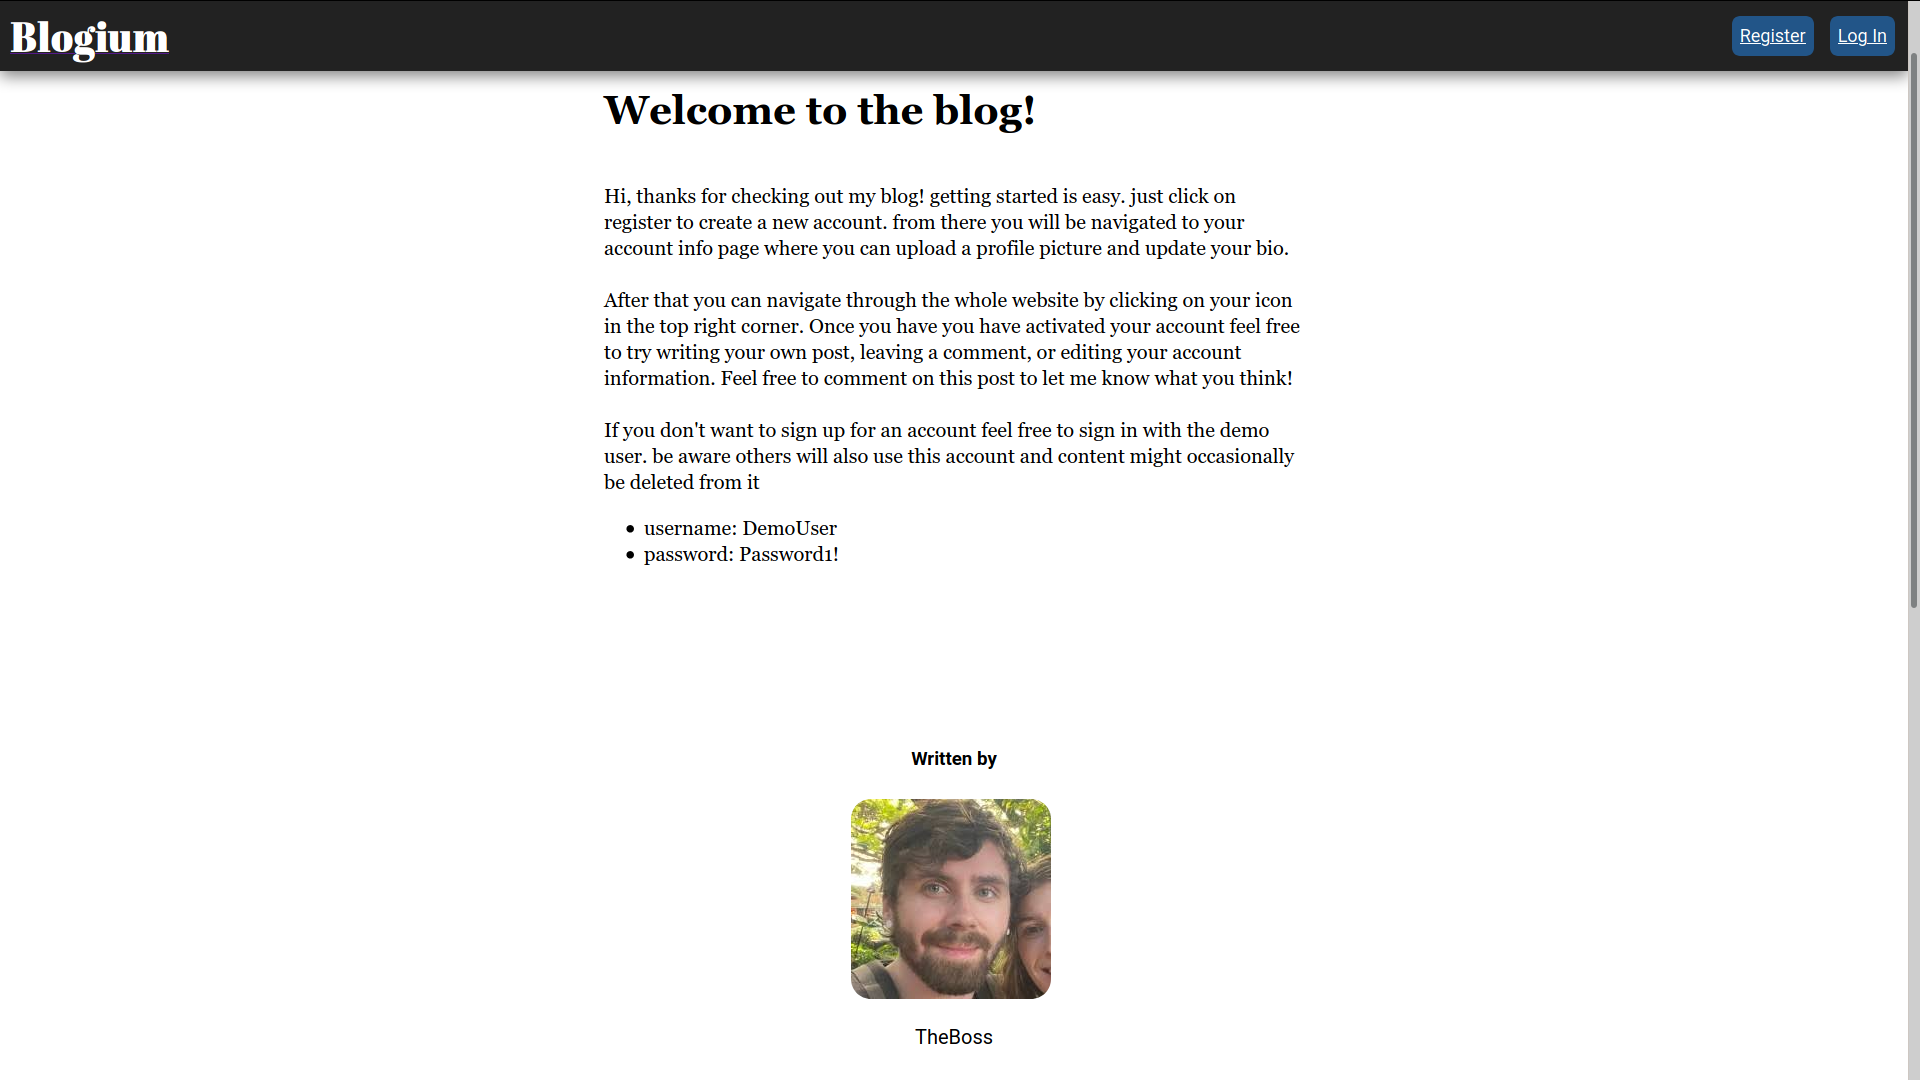 Blogium
Register
Log In
Welcome to the blog!
Hi, thanks for checking out my blog! getting started is easy. just click on
register to create a new account. from there you will be navigated to your
account info page where you can upload a profile picture and update your bio.
After that you can navigate through the whole website by clicking on your icon
in the top right corner. Once you have you have activated your account feel free
to try writing your own post, leaving a comment, or editing your account
information. Feel free to comment on this post to let me know what you think!
If you don't want to sign up for an account feel free to sign in with the demo
user. be aware others will also use this account and content might occasionally
be deleted from it
username: DemoUser
password: Password1!
Written by
TheBoss